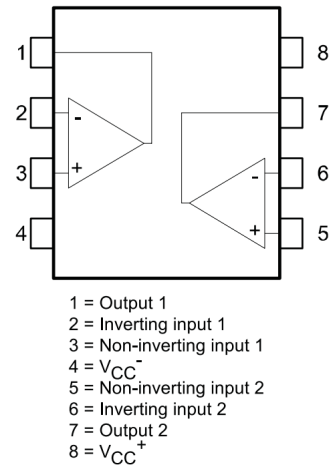 1 8
2 - 7
3 + - 6
4 + 5
1 = Output 1
2 = Inverting input 1
3 = Non-inverting input 1
4 = VCC-
5 = Non-inverting input 2
6 = Inverting input 2
7 = Output 2
8 = VCC+